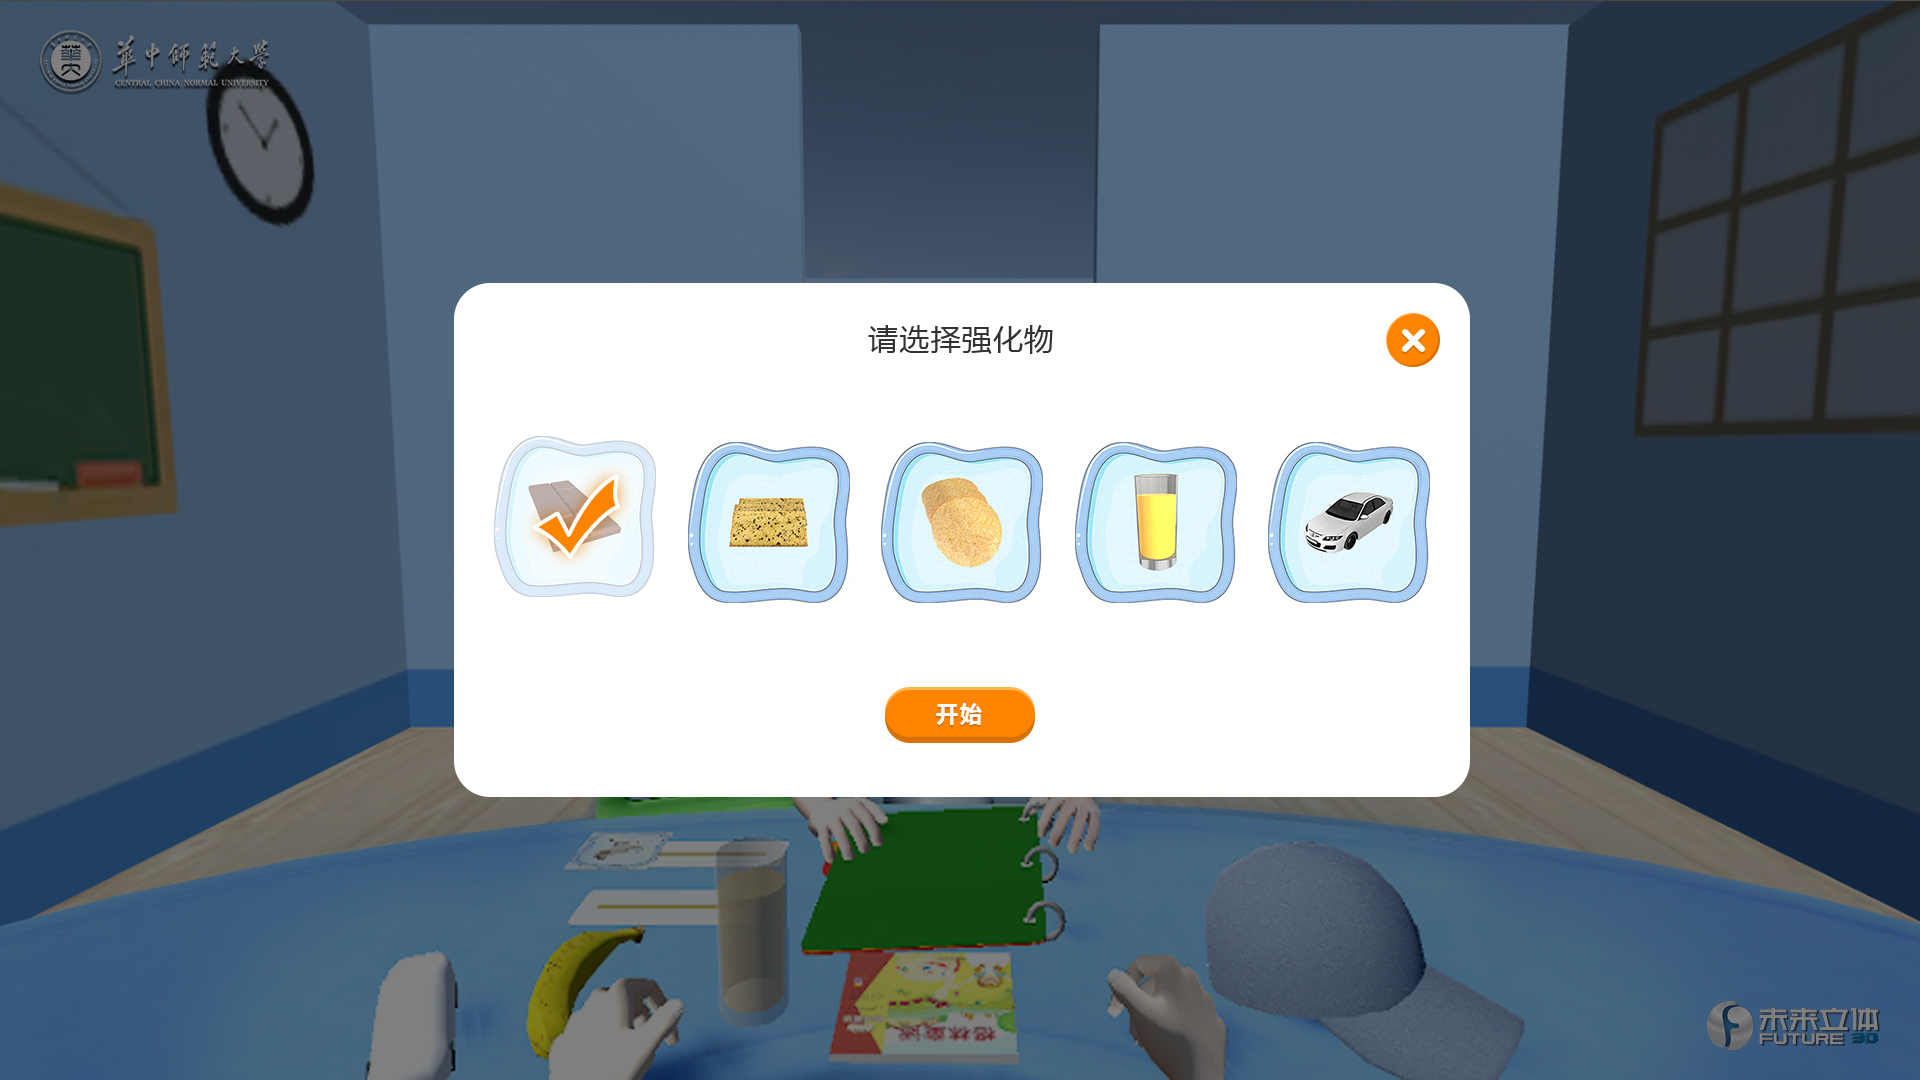 華中師範大學
CENTRAL CHINA NORMAL UNIVERSITY
请选择强化物
开始
未来立体
FUTURE 3D